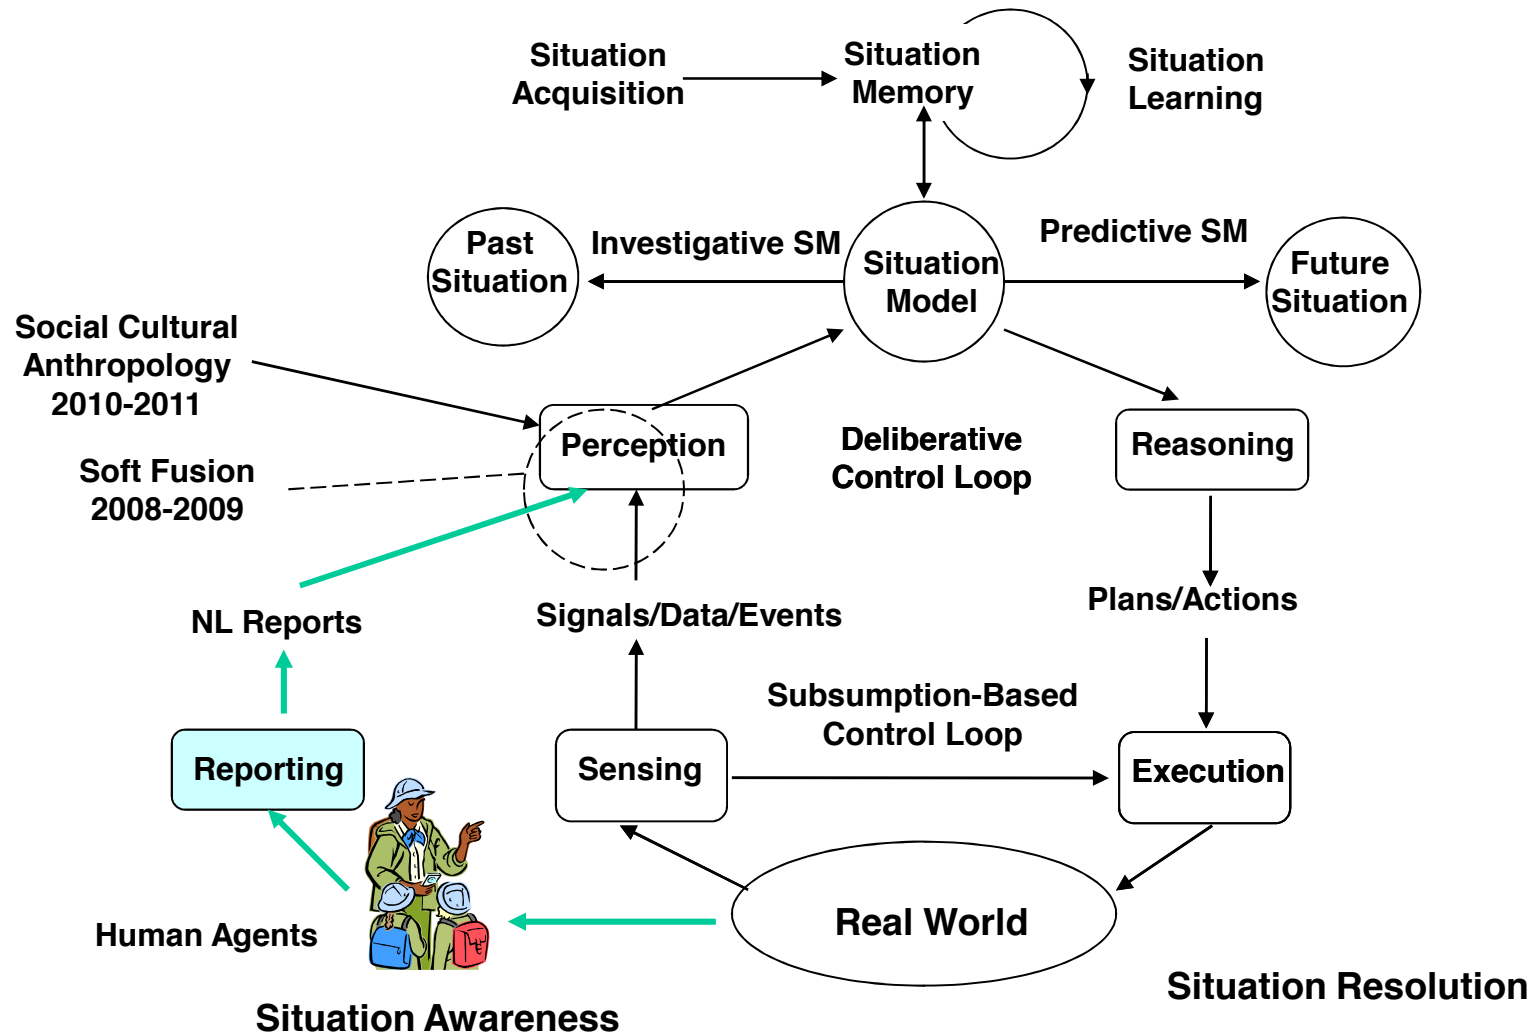 Situation
Acquisition
Situation
Memory
Situation
Learning
Past
Situation
Investigative SM
Situation
Model
Predictive SM
Future
Situation
Social Cultural
Anthropology
2010-2011
Soft Fusion
2008-2009
Perception
Deliberative
Control Loop
Reasoning
NL Reports
Signals/Data/Events
Plans/Actions
Subsumption-Based
Control Loop
Reporting
Sensing
Execution
Human Agents
Real World
Situation Awareness
Situation Resolution